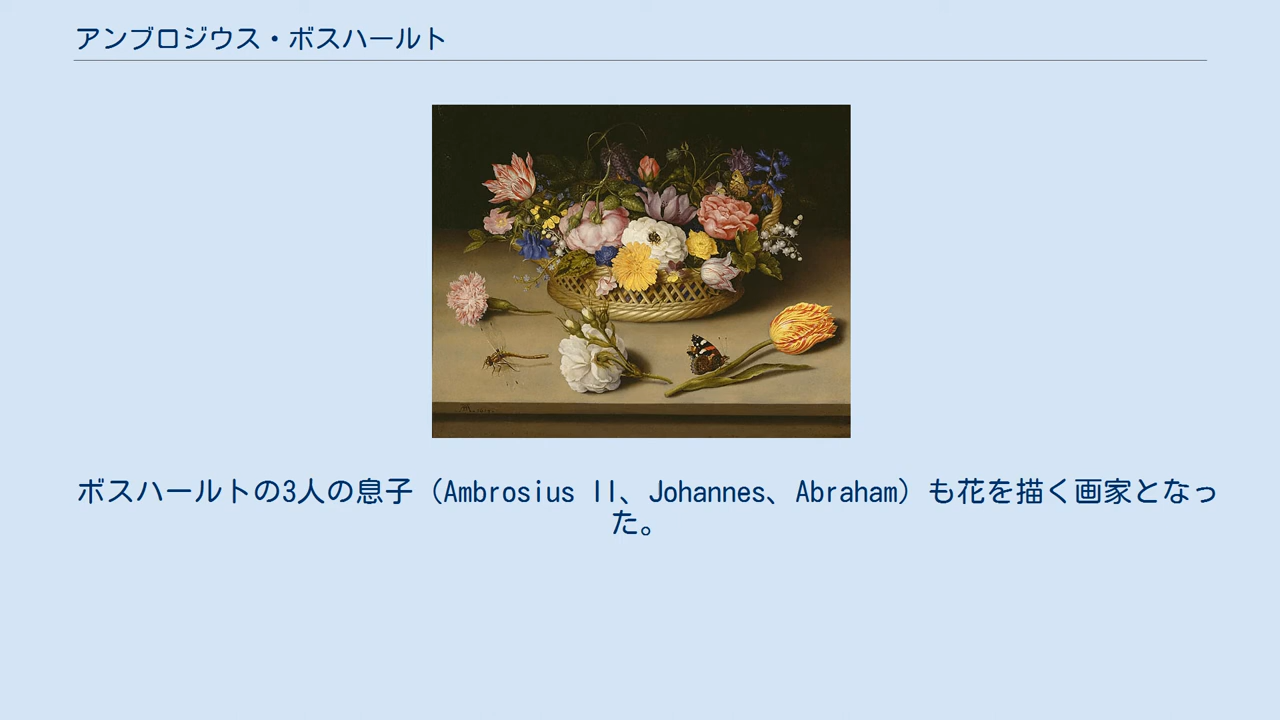 アンブロジウス・ボスハールト
ボスハールトの3人の息子（Ambrosius II、Johannes、Abraham）も花を描く画家となっ
た。